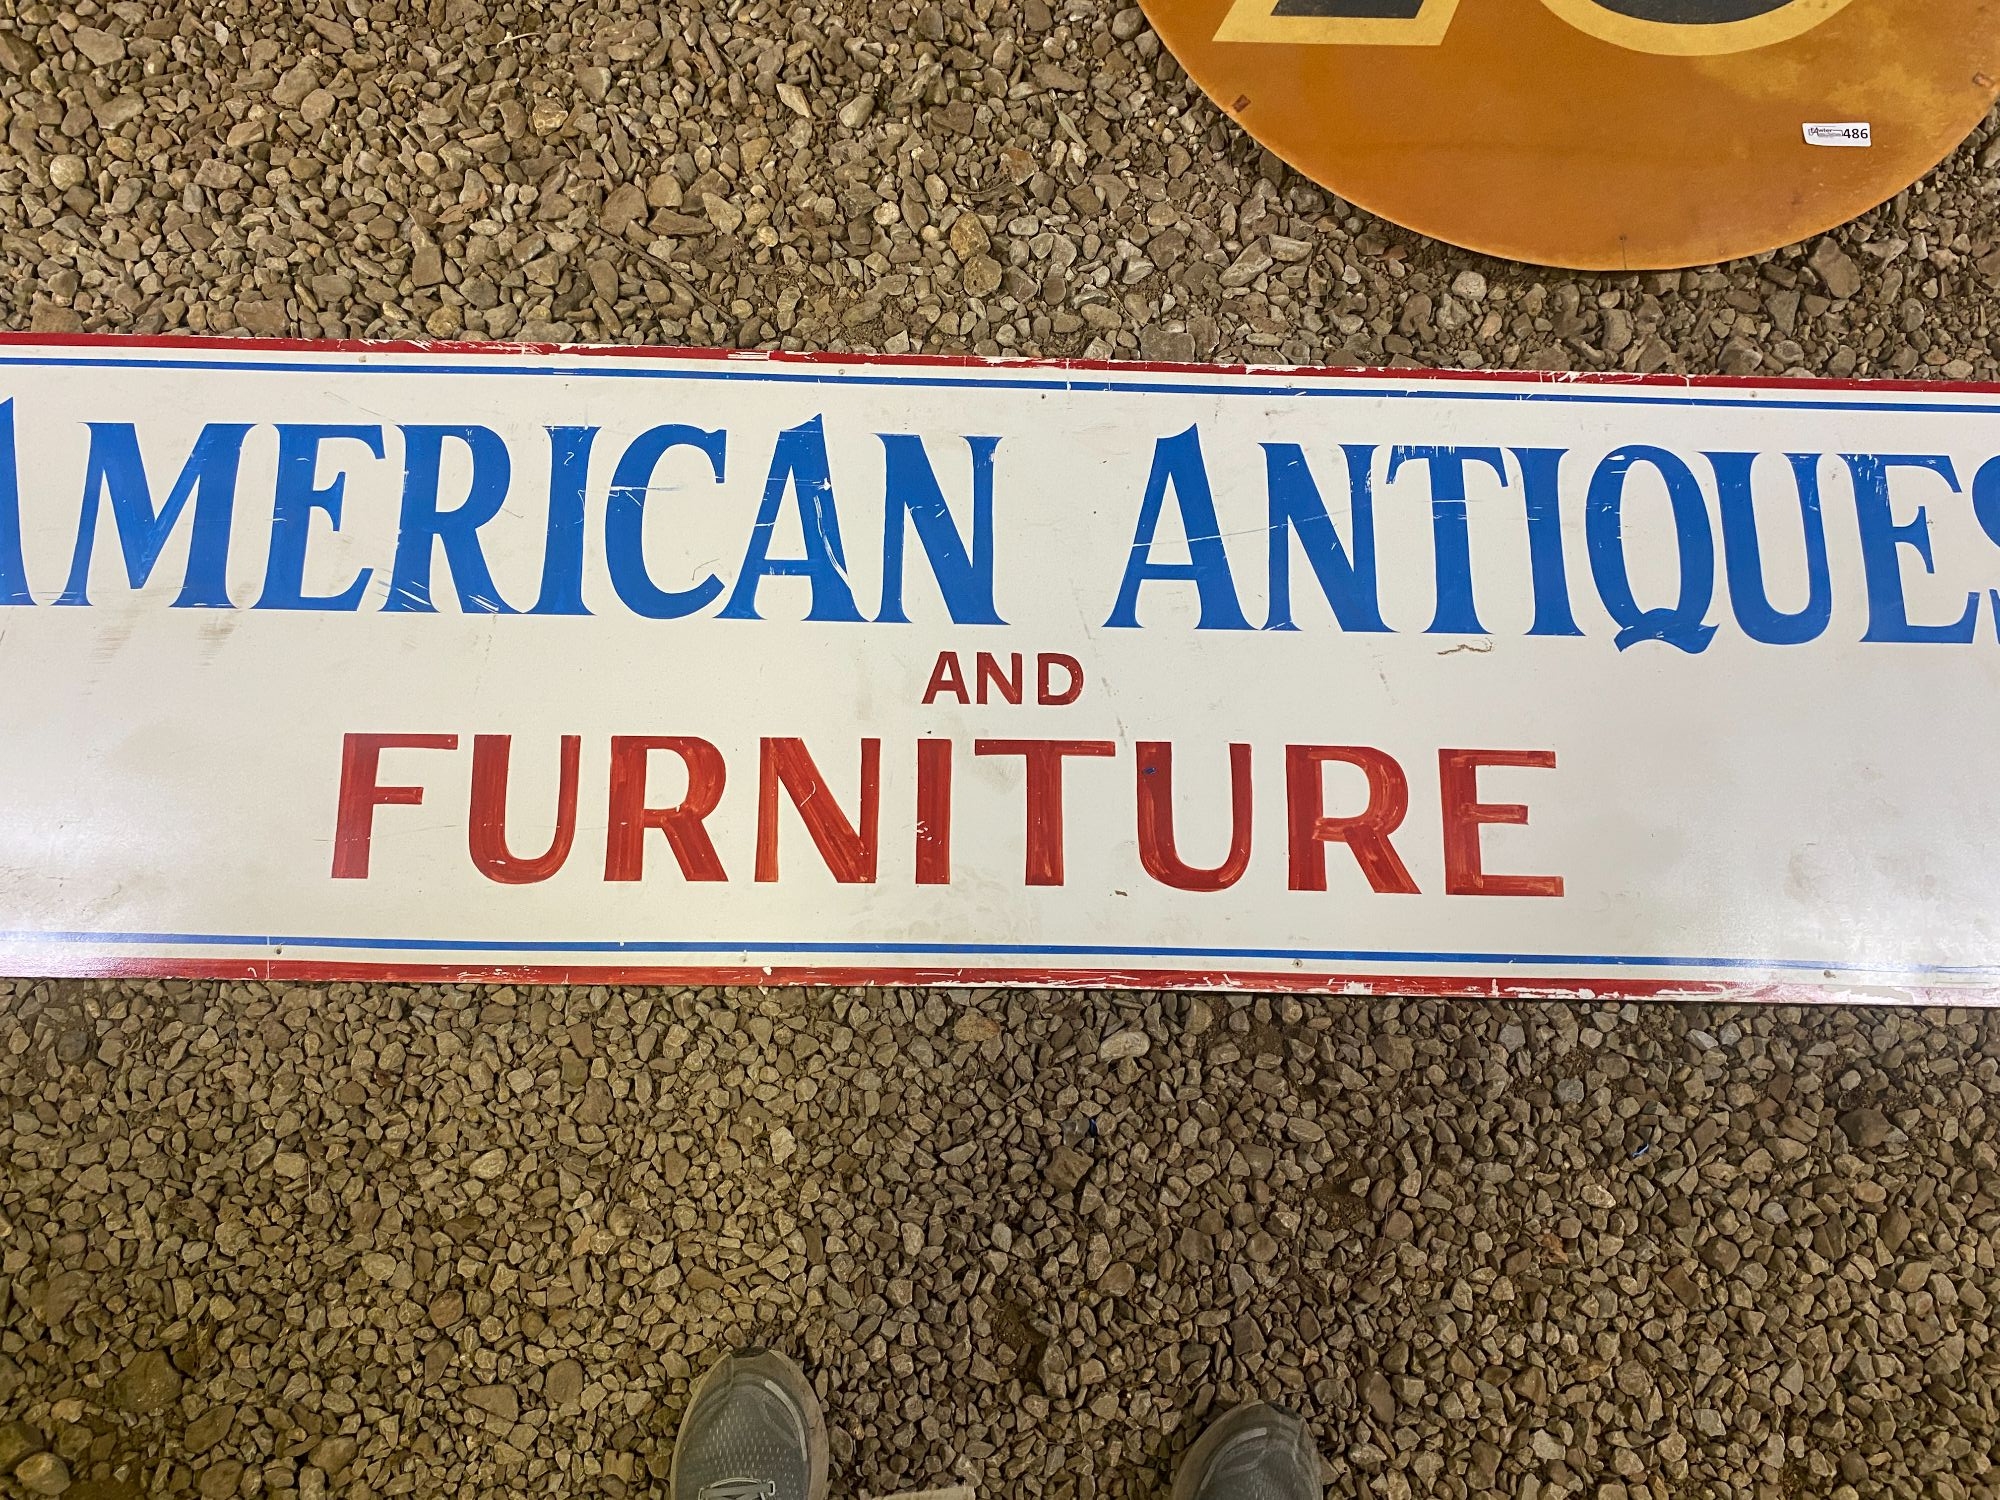 486
AMERICAN ANTIQUES
AND
FURNITURE